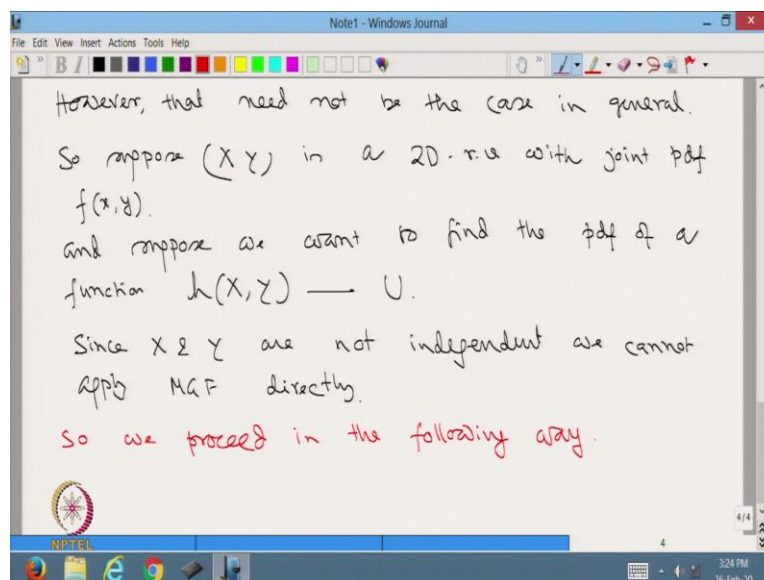 Note1 - Windows Journal
File Edit View Insert Actions Tools Help
However, that need not be the case in general.
So suppose (X Y) is a 2D - r.v with joint pdf
f(x,y).
and suppose we want to find the pdf of a
function h(X,Y) — U.
Since X & Y are not independent we cannot
apply MGF directly.
So we proceed in the following way.
NPTEL
4/4
4
3:24 PM
26-Feb-20